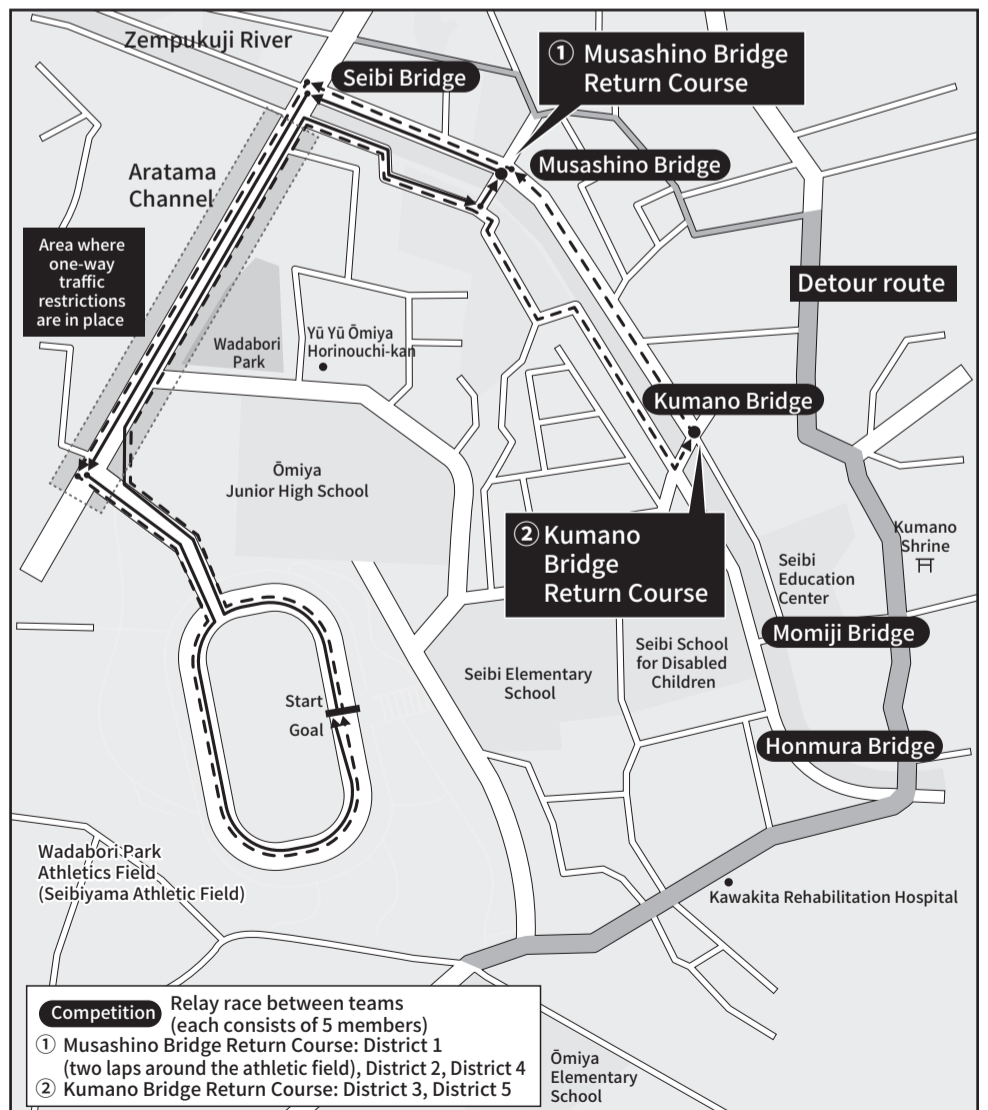 Zempukuji River
Seibi Bridge
① Musashino Bridge
Return Course
Musashino Bridge
Aratama
Channel
Area where
one-way
traffic
restrictions
are in place
Detour route
Wadabori
Park
Yū Yū Ōmiya
Horinouchi-kan
Kumano Bridge
Ōmiya
Junior High School
② Kumano
Bridge
Return Course
Kumano
Shrine
Seibi
Education
Center
Momiji Bridge
Seibi School
for Disabled
Children
Seibi Elementary
School
Start
Goal
Honmura Bridge
Wadabori Park
Athletics Field
(Seibiyama Athletic Field)
Kawakita Rehabilitation Hospital
Competition Relay race between teams
(each consists of 5 members)
① Musashino Bridge Return Course: District 1
(two laps around the athletic field), District 2, District 4
② Kumano Bridge Return Course: District 3, District 5
Ōmiya
Elementary
School